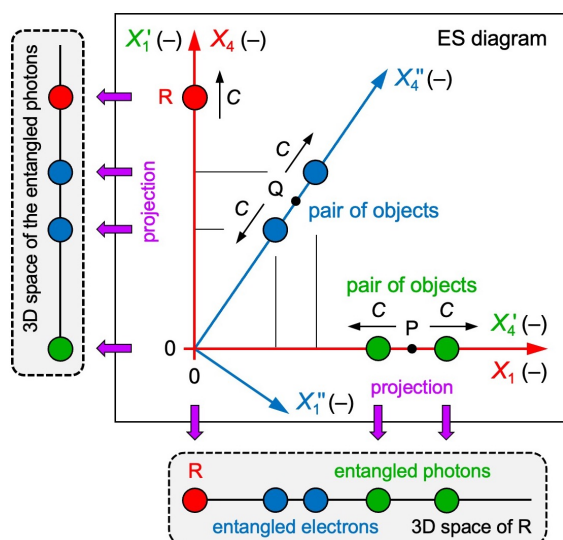 X₁′ (–) X₄ (–)
ES diagram
X₄″ (–)
R
C
C
Q
C
pair of objects
pair of objects
C
P
C
X₄′ (–)
X₁ (–)
0
0
X₁″ (–)
projection
projection
3D space of the entangled photons
R
entangled photons
entangled electrons
3D space of R